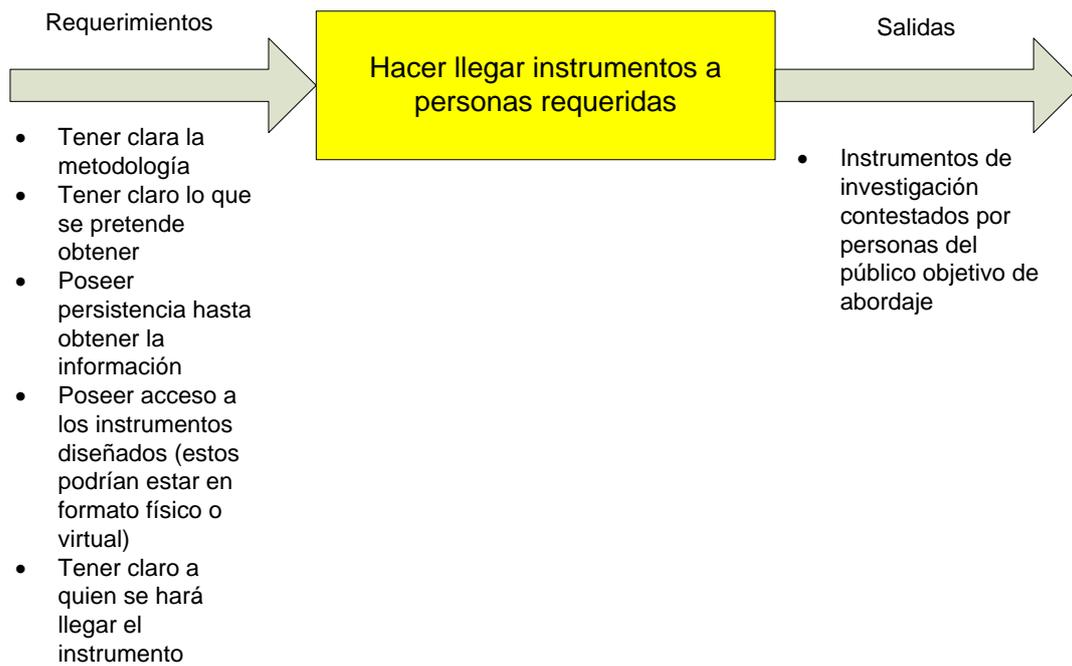 Requerimientos
• Tener clara la
metodología
• Tener claro lo que
se pretende
obtener
• Poseer
persistencia hasta
obtener la
información
• Poseer acceso a
los instrumentos
diseñados (estos
podrían estar en
formato físico o
virtual)
• Tener claro a
quien se hará
llegar el
instrumento
Hacer llegar instrumentos a
personas requeridas
Salidas
• Instrumentos de
investigación
contestados por
personas del
público objetivo de
abordaje